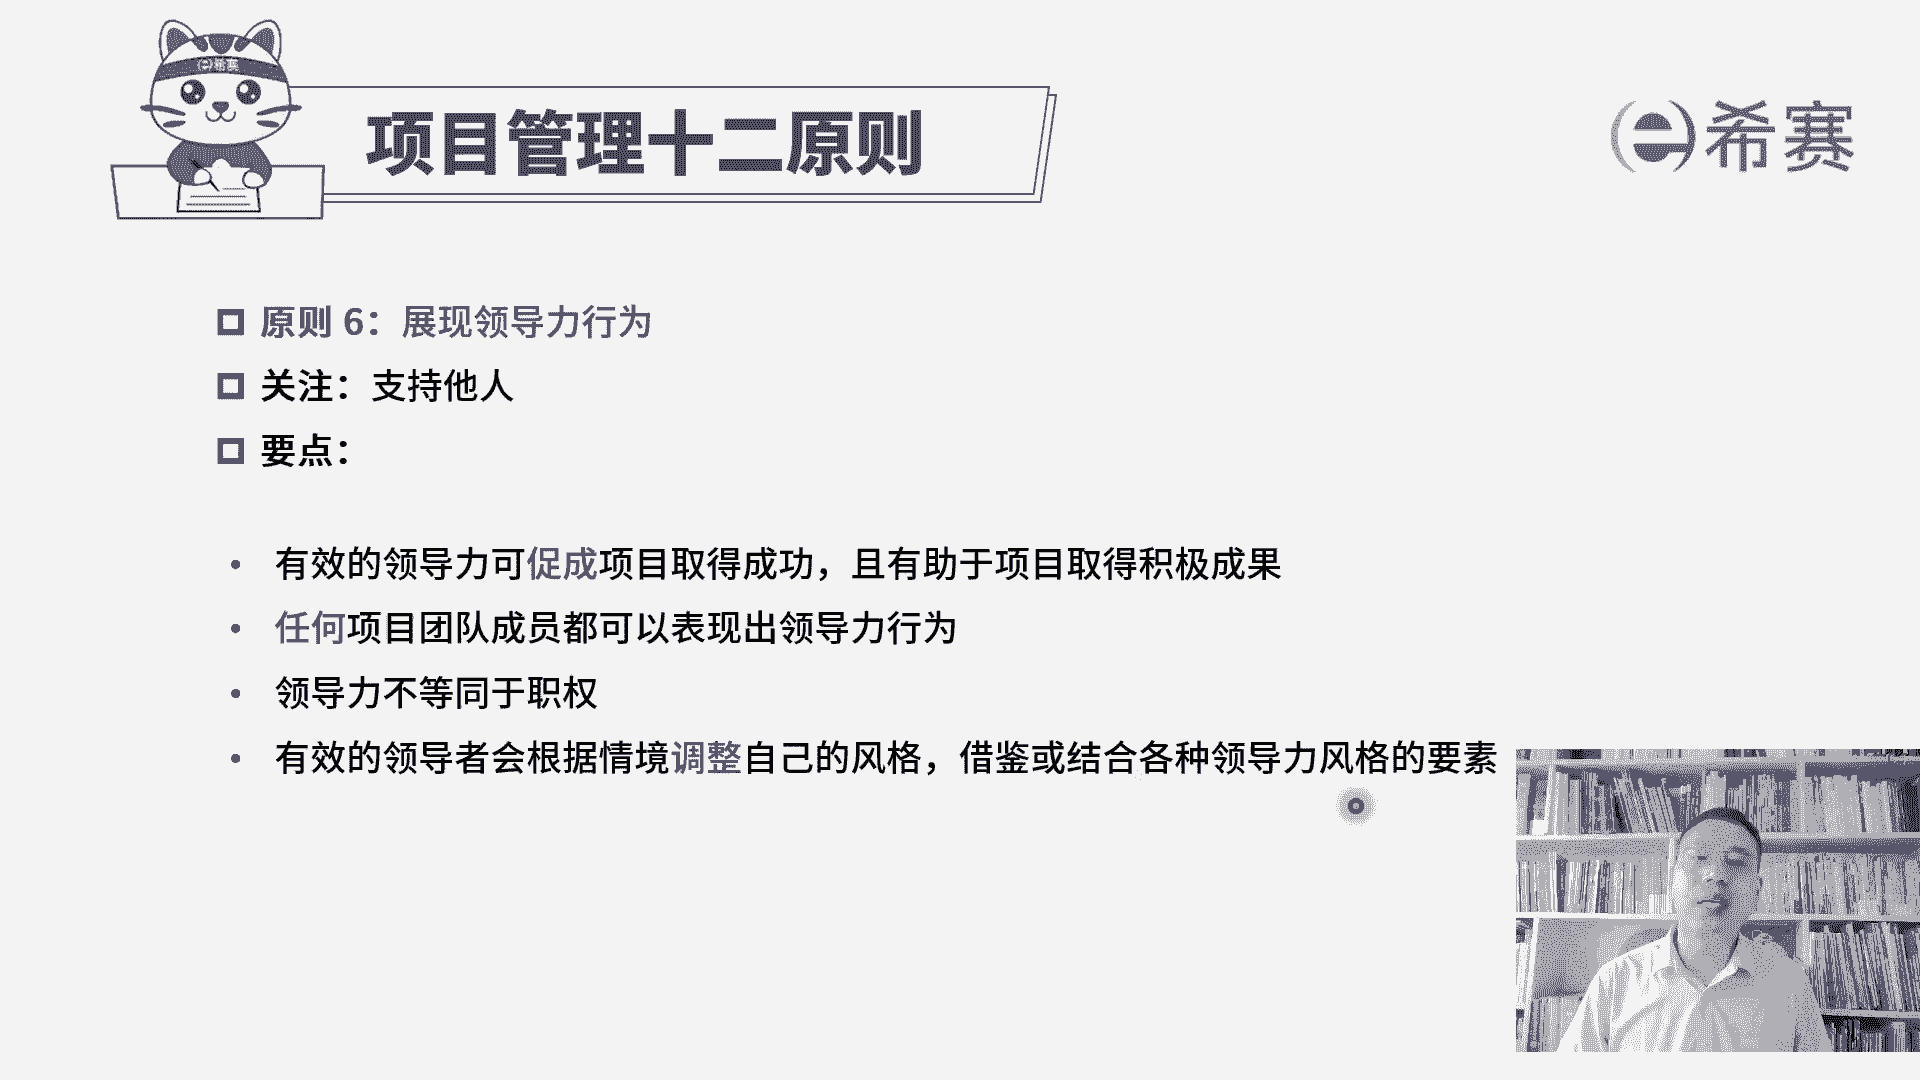 希赛
项目管理十二原则
希赛
原则 6：展现领导力行为
关注：支持他人
要点：
有效的领导力可促成项目取得成功，且有助于项目取得积极成果
任何项目团队成员都可以表现出领导力行为
领导力不等同于职权
有效的领导者会根据情境调整自己的风格，借鉴或结合各种领导力风格的要素